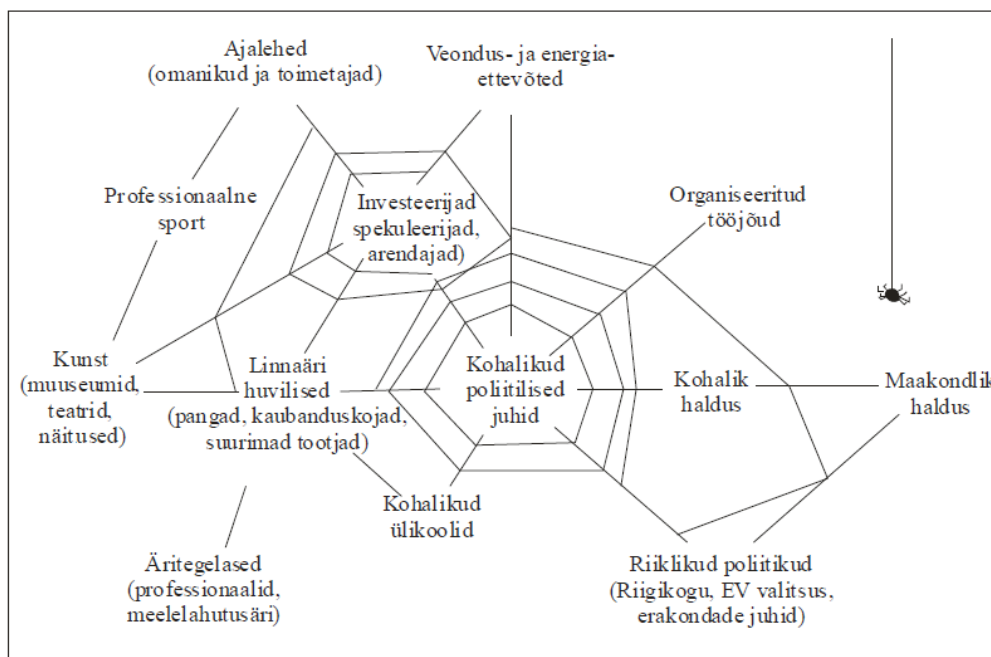 Ajalehed
(omanikud ja toimetajad)
Veondus- ja energia-
ettevõted
Professionaalne
sport
Investeerijad
spekuleerijad,
arendajad)
Organiseeritud
tööjõud
Kunst
(muuseumid,
teatrid,
näitused)
Linnaäri
huvilised
(pangad, kaubanduskojad,
suurimad tootjad)
Kohalikud
poliitilised
juhid
Kohalik
haldus
Maakondlik
haldus
Kohalikud
ülikoolid
Äritegelased
(professionaalid,
meelelahutusäri)
Riiklikud poliitikud
(Riigikogu, EV valitsus,
erakondade juhid)